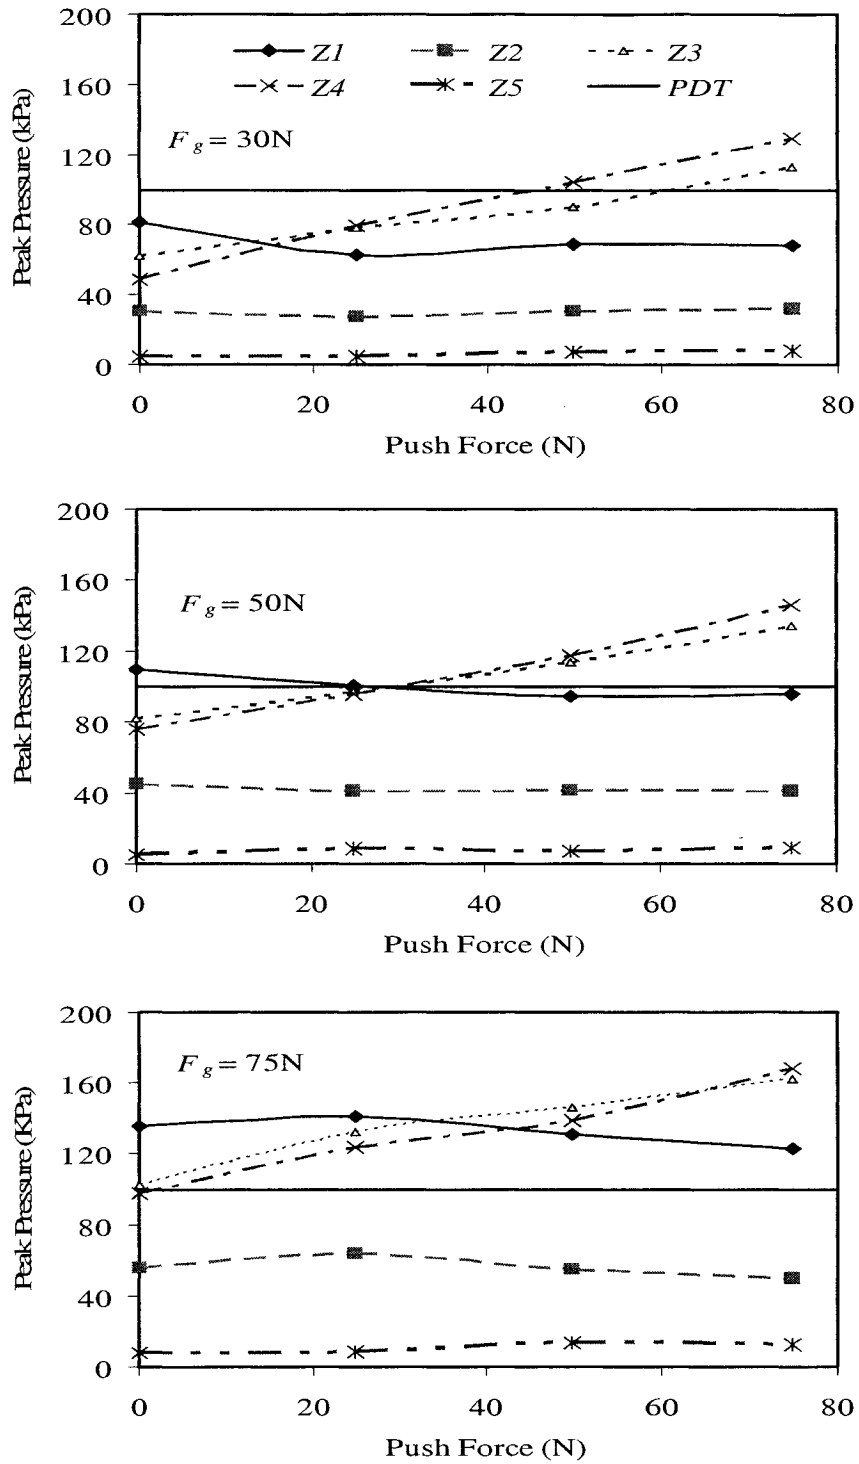 200
160
120
80
40
0
Peak Pressure (kPa)
Z1 Z2 Z3
Z4 Z5 PDT
F g = 30N
0 20 40 60 80
Push Force (N)
200
160
120
80
40
0
Peak Pressure (kPa)
F g = 50N
0 20 40 60 80
Push Force (N)
200
160
120
80
40
0
Peak Pressure (KPa)
F g = 75N
0 20 40 60 80
Push Force (N)